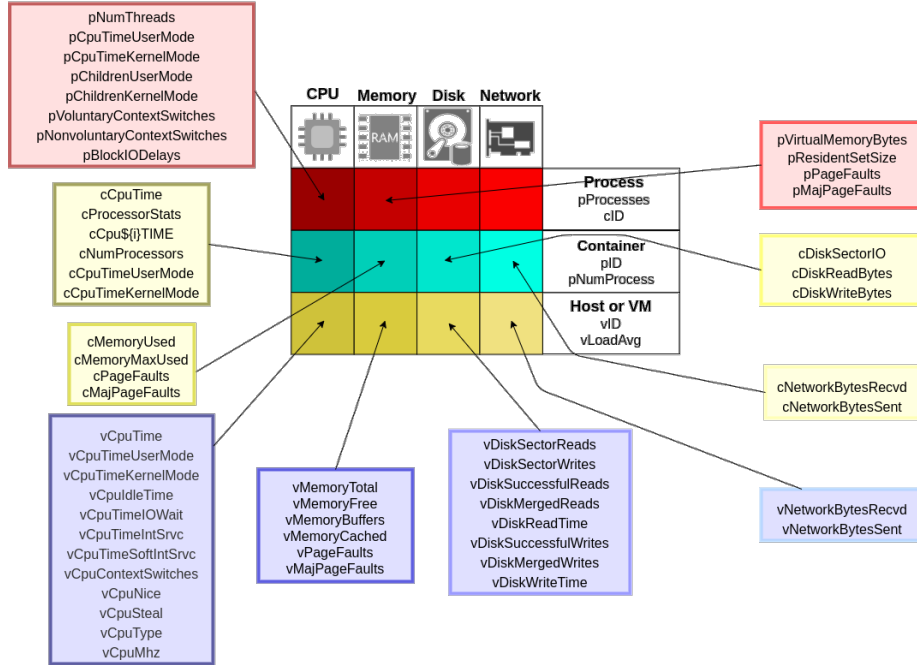 pNumThreads
pCpuTimeUserMode
pCpuTimeKernelMode
pChildrenUserMode
pChildrenKernelMode
pVoluntaryContextSwitches
pNonvoluntaryContextSwitches
pBlockIODelays
CPU
Memory
Disk
Network
RAM
Process
pProcesses
cID
Container
pID
pNumProcess
Host or VM
vID
vLoadAvg
pVirtualMemoryBytes
pResidentSetSize
pPageFaults
pMajPageFaults
cCpuTime
cProcessorStats
cCpu${i}TIME
cNumProcessors
cCpuTimeUserMode
cCpuTimeKernelMode
cDiskSectorIO
cDiskReadBytes
cDiskWriteBytes
cMemoryUsed
cMemoryMaxUsed
cPageFaults
cMajPageFaults
cNetworkBytesRecvd
cNetworkBytesSent
vCpuTime
vCpuTimeUserMode
vCpuTimeKernelMode
vCpuIdleTime
vCpuTimeIOWait
vCpuTimeIntSrvc
vCpuTimeSoftIntSrvc
vCpuContextSwitches
vCpuNice
vCpuSteal
vCpuType
vCpuMhz
vMemoryTotal
vMemoryFree
vMemoryBuffers
vMemoryCached
vPageFaults
vMajPageFaults
vDiskSectorReads
vDiskSectorWrites
vDiskSuccessfulReads
vDiskMergedReads
vDiskReadTime
vDiskSuccessfulWrites
vDiskMergedWrites
vDiskWriteTime
vNetworkBytesRecvd
vNetworkBytesSent